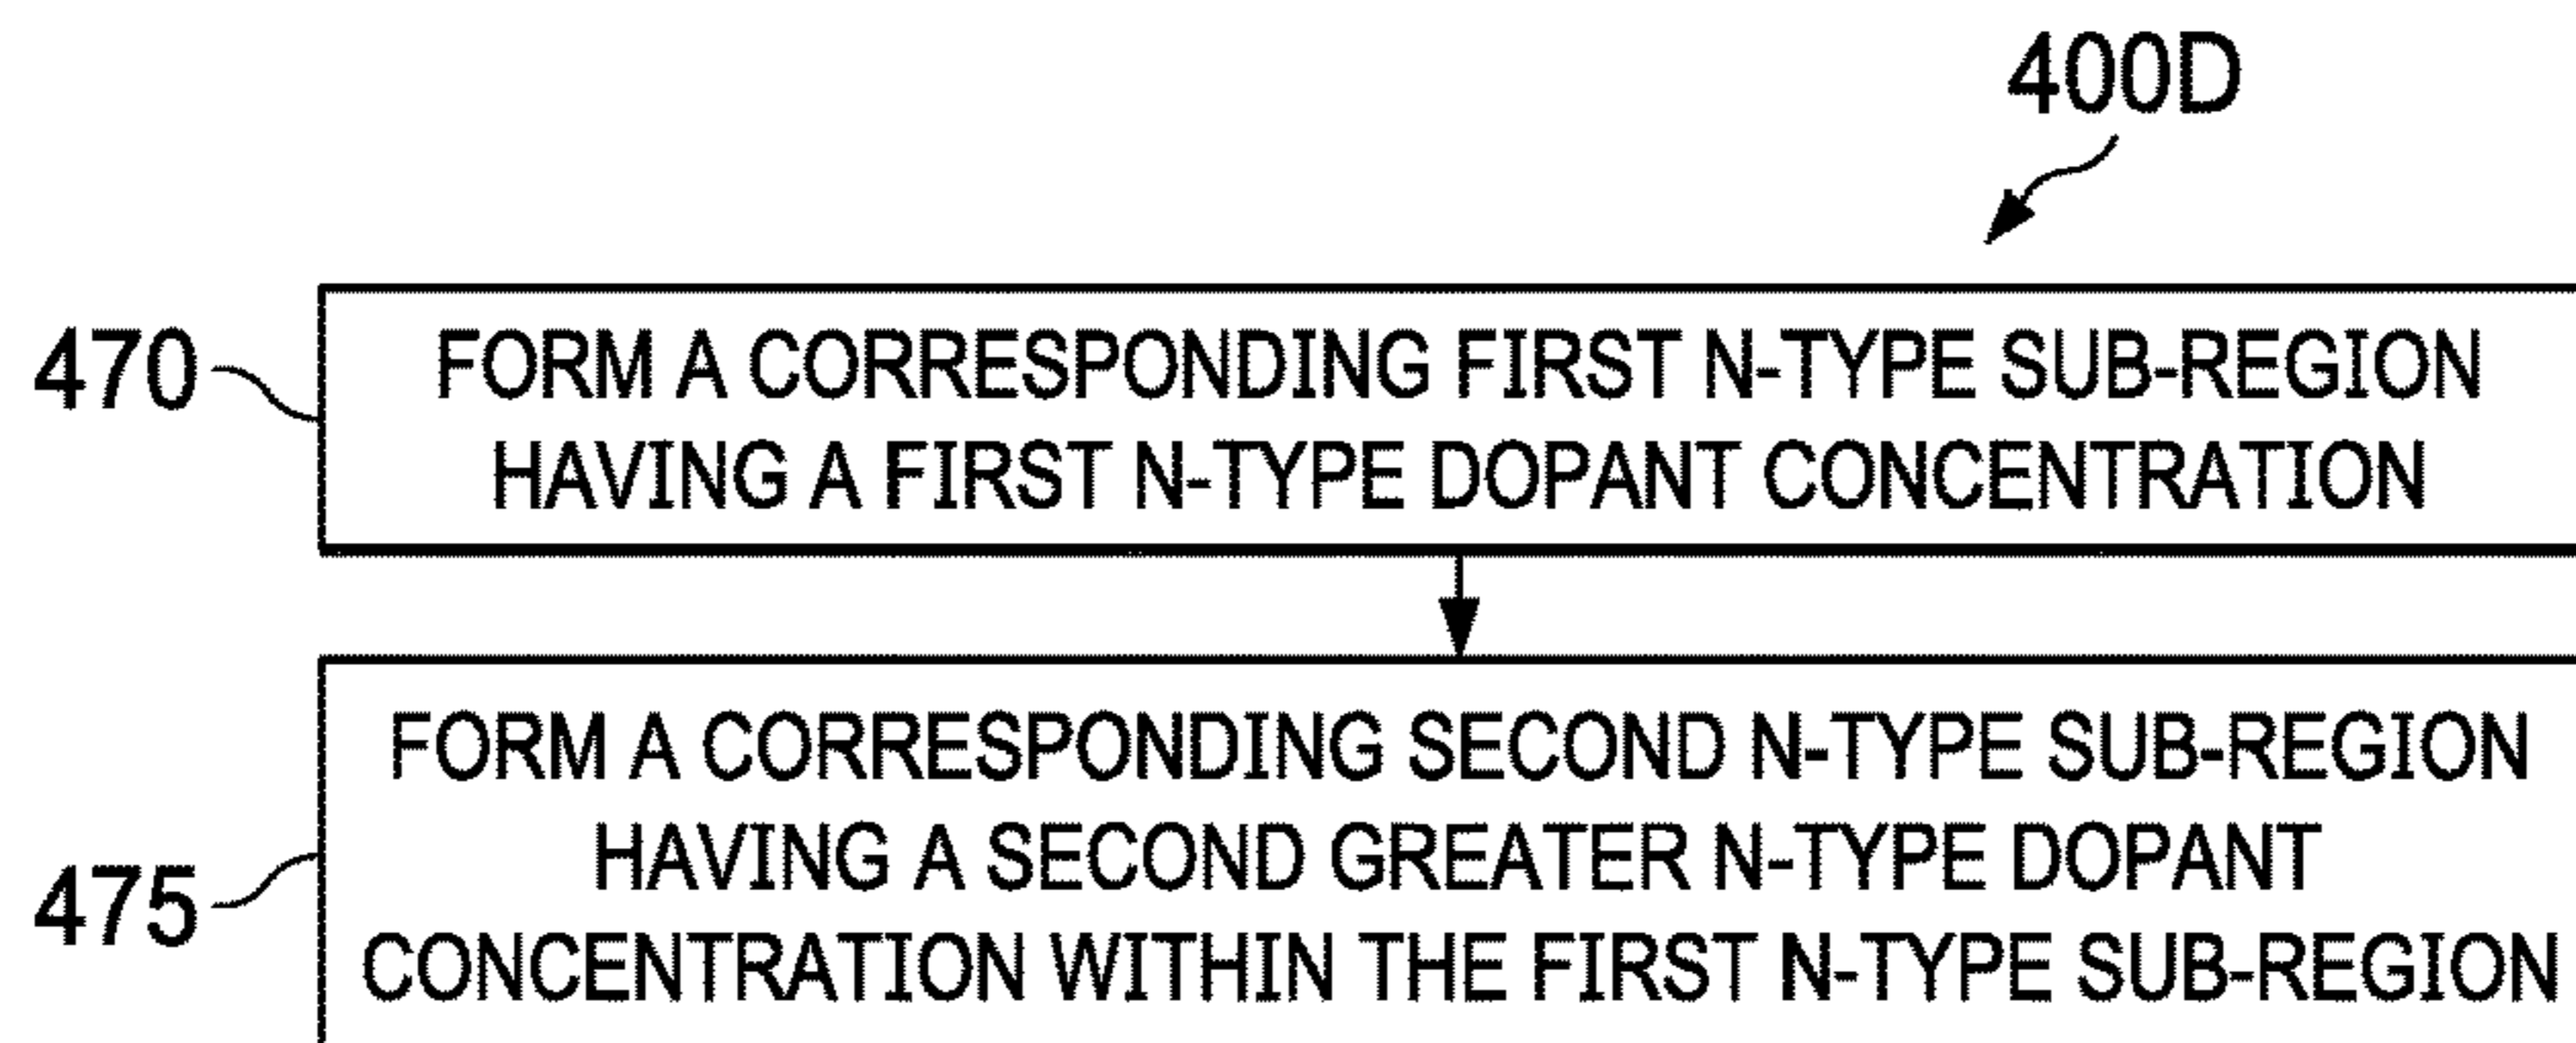 400D
470
FORM A CORRESPONDING FIRST N-TYPE SUB-REGION
HAVING A FIRST N-TYPE DOPANT CONCENTRATION
475
FORM A CORRESPONDING SECOND N-TYPE SUB-REGION
HAVING A SECOND GREATER N-TYPE DOPANT
CONCENTRATION WITHIN THE FIRST N-TYPE SUB-REGION